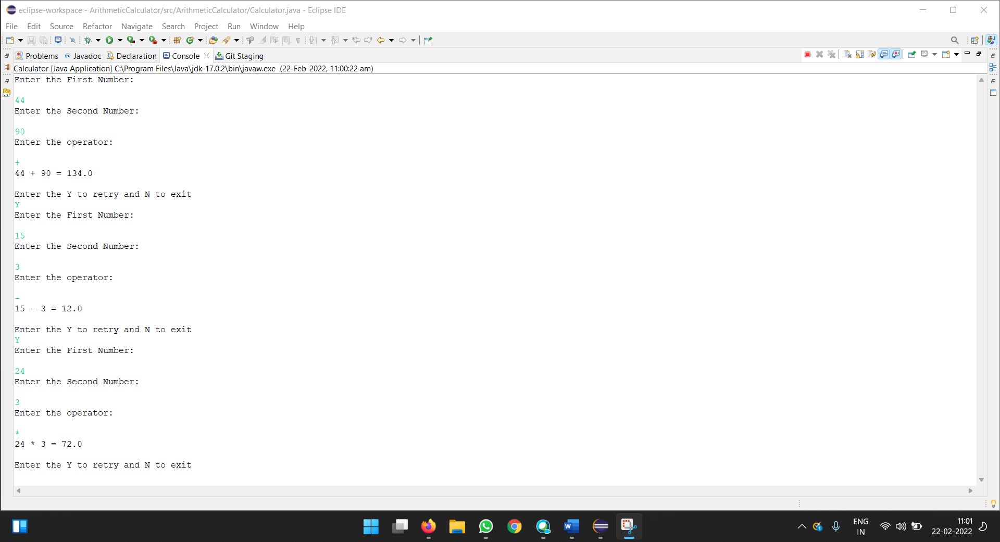 eclipse-workspace - ArithmeticCalculator/src/ArithmeticCalculator/Calculator.java - Eclipse IDE
File Edit Source Refactor Navigate Search Project Run Window Help
Problems @ Javadoc Declaration Console Git Staging
Calculator [Java Application] C:\Program Files\Java\jdk-17.0.2\bin\javaw.exe (22-Feb-2022, 11:00:22 am)
Enter the First Number:
44
Enter the Second Number:
90
Enter the operator:
+
44 + 90 = 134.0
Enter the Y to retry and N to exit
Y
Enter the First Number:
15
Enter the Second Number:
3
Enter the operator:
-
15 - 3 = 12.0
Enter the Y to retry and N to exit
Y
Enter the First Number:
24
Enter the Second Number:
3
Enter the operator:
*
24 * 3 = 72.0
Enter the Y to retry and N to exit
ENG
IN
11:01
22-02-2022